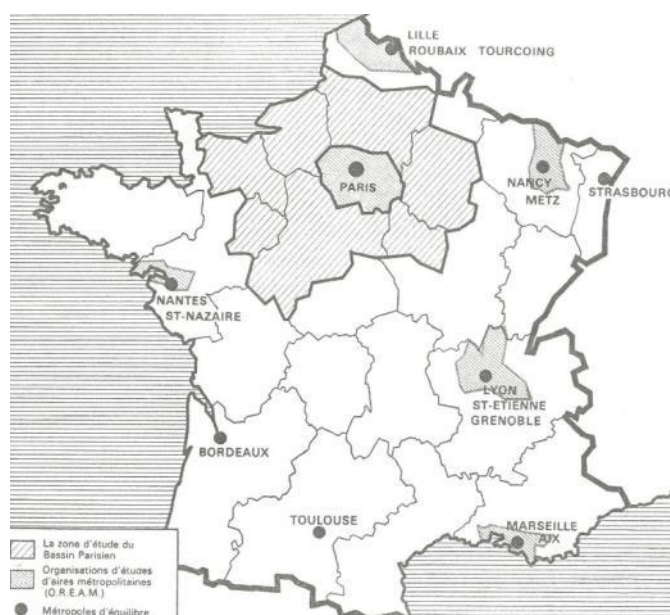 LILLE
ROUBAIX TOURCOING
PARIS
NANCY
METZ
STRASBOURG
NANTES
ST-NAZAIRE
LYON
ST-ETIENNE
GRENOBLE
BORDEAUX
TOULOUSE
MARSEILLE
AIX
La zone d'étude du
Bassin Parisien
Organisations d'études
d'aires métropolitaines
(O.R.E.A.M.)
Métropoles d'équilibre